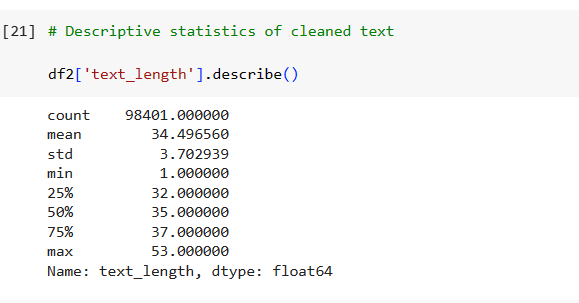 [21] # Descriptive statistics of cleaned text
df2['text_length'].describe()
count    98401.000000
mean        34.496560
std          3.702939
min          1.000000
25%         32.000000
50%         35.000000
75%         37.000000
max         53.000000
Name: text_length, dtype: float64